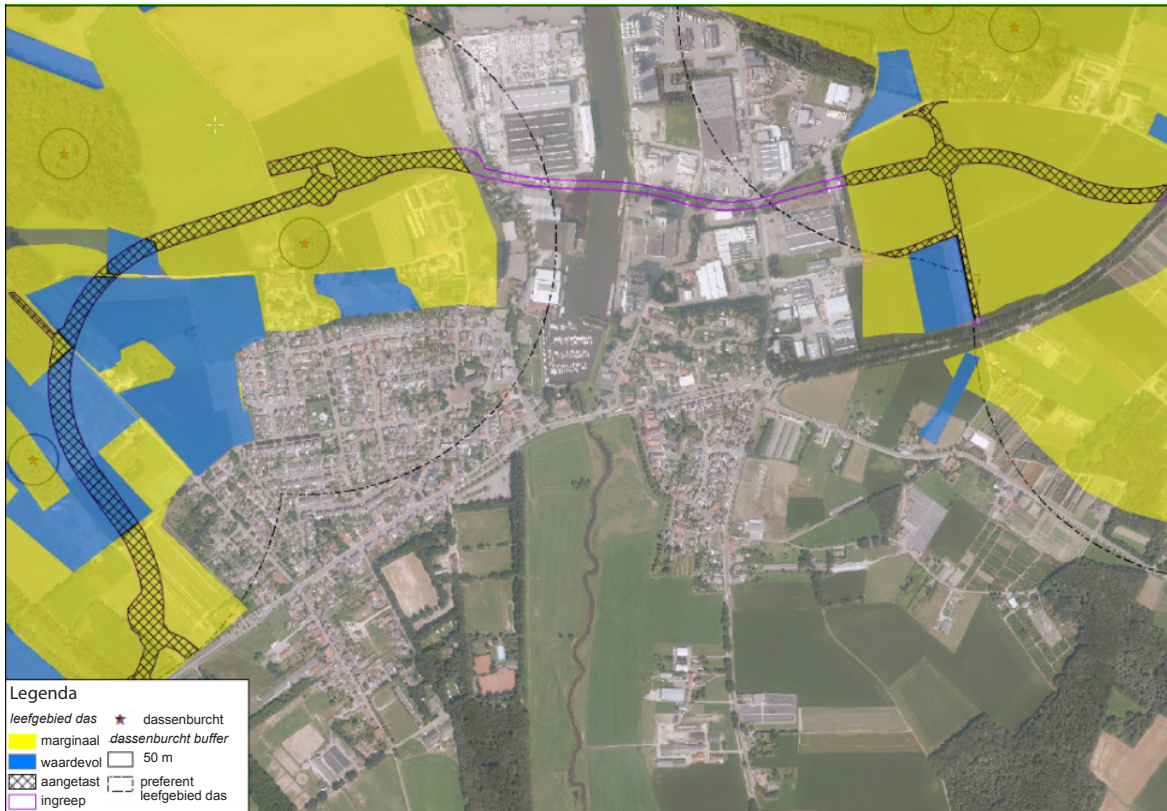 Legenda
leefgebied das
marginaal
waardevol
aangetast
ingreep
dassenburcht
dassenburcht buffer
50 m
preferent
leefgebied das